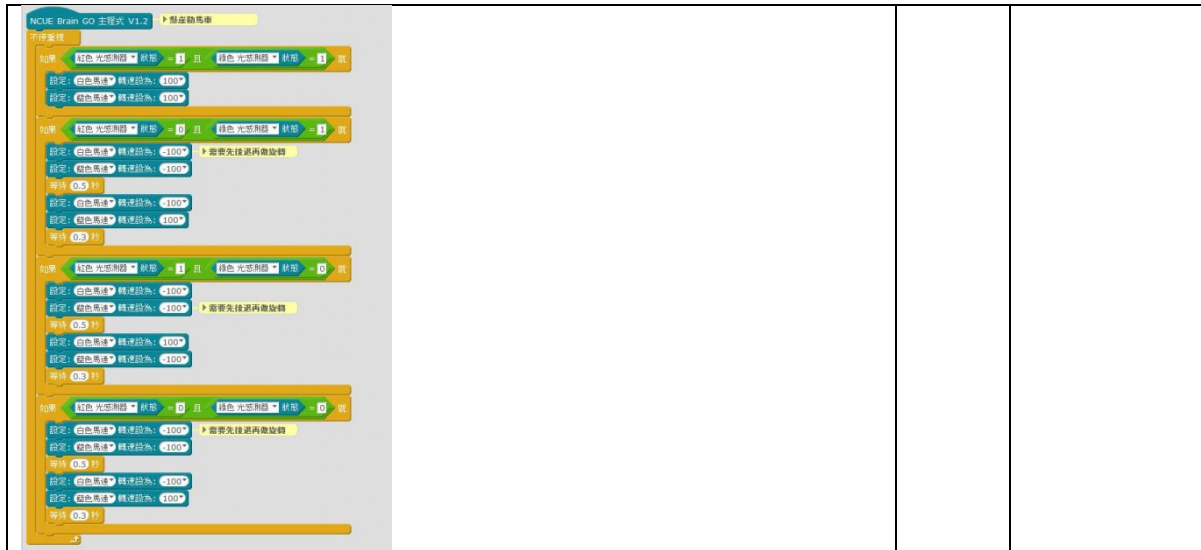 NCUE Brain GO 主程式 V1.2 ▶懸崖勒馬車
不停重複
如果 紅色 光感測器▼ 狀態 = 1 且 綠色 光感測器▼ 狀態 = 1 就
設定: 白色馬達▼ 轉速設為: 100▼
設定: 藍色馬達▼ 轉速設為: 100▼
如果 紅色 光感測器▼ 狀態 = 0 且 綠色 光感測器▼ 狀態 = 1 就
設定: 白色馬達▼ 轉速設為: -100▼ ▶需要先後退再做旋轉
設定: 藍色馬達▼ 轉速設為: -100▼
等待 0.5 秒
設定: 白色馬達▼ 轉速設為: -100▼
設定: 藍色馬達▼ 轉速設為: 100▼
等待 0.3 秒
如果 紅色 光感測器▼ 狀態 = 1 且 綠色 光感測器▼ 狀態 = 0 就
設定: 白色馬達▼ 轉速設為: -100▼
設定: 藍色馬達▼ 轉速設為: -100▼ ▶需要先後退再做旋轉
等待 0.5 秒
設定: 白色馬達▼ 轉速設為: 100▼
設定: 藍色馬達▼ 轉速設為: -100▼
等待 0.3 秒
如果 紅色 光感測器▼ 狀態 = 0 且 綠色 光感測器▼ 狀態 = 0 就
設定: 白色馬達▼ 轉速設為: -100▼ ▶需要先後退再做旋轉
設定: 藍色馬達▼ 轉速設為: -100▼
等待 0.5 秒
設定: 白色馬達▼ 轉速設為: -100▼
設定: 藍色馬達▼ 轉速設為: 100▼
等待 0.3 秒